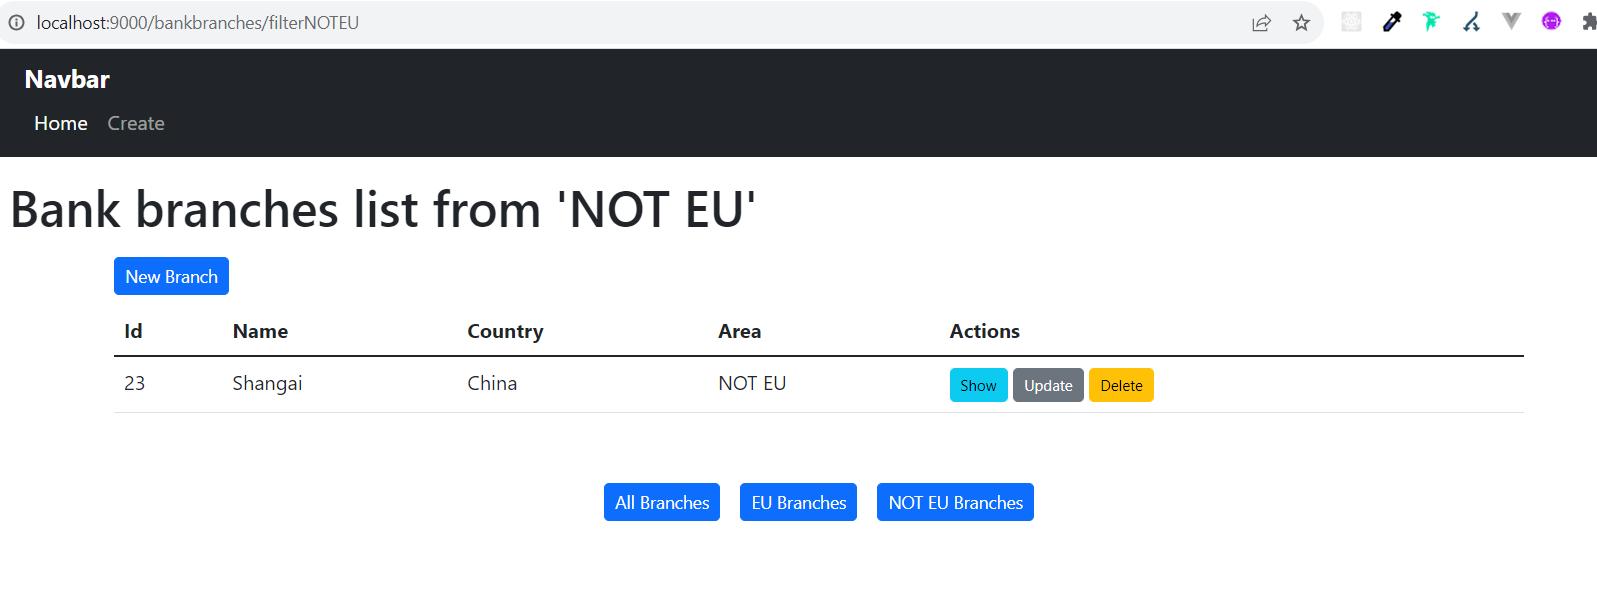 localhost:9000/bankbranches/filterNOTEU
Navbar
Home Create
Bank branches list from 'NOT EU'
New Branch
Id Name Country Area Actions
23 Shangai China NOT EU Show Update Delete
All Branches EU Branches NOT EU Branches